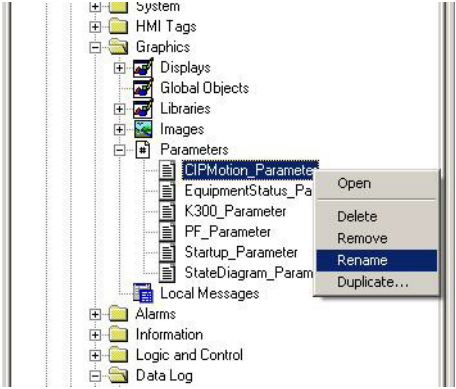 System
HMI Tags
Graphics
Displays
Global Objects
Libraries
Images
Parameters
CIPMotion_Parameter
EquipmentStatus_Pa
K300_Parameter
PF_Parameter
Startup_Parameter
StateDiagram_Param
Local Messages
Alarms
Information
Logic and Control
Data Log
Open
Delete
Remove
Rename
Duplicate...